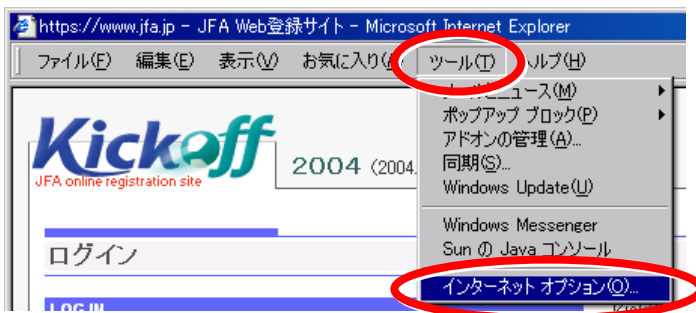 https://www.jfa.jp - JFA Web登録サイト - Microsoft Internet Explorer
ファイル(F) 編集(E) 表示(V) お気に入り(A) ツール(T) ヘルプ(H)
ュース(M)
ポップアップ ブロック(P)
アドオンの管理(A)...
同期(S)...
Windows Update(U)
Windows Messenger
Sun の Java コンソール
インターネット オプション(O)...
Kickoff
JFA online registration site
2004 (2004.
ログイン
LOG IN